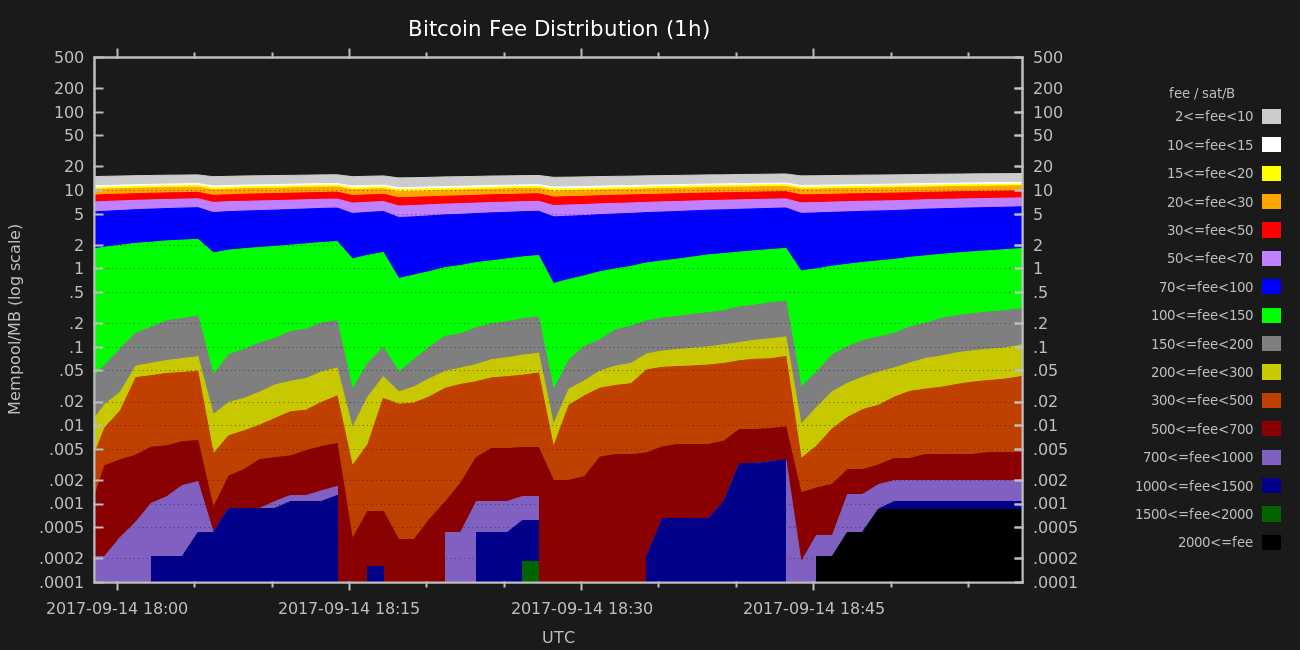 Bitcoin Fee Distribution (1h)
500
200
100
50
20
10
5
2
1
.5
.2
.1
.05
.02
.01
.005
.002
.001
.0005
.0002
.0001
Mempool/MB (log scale)
500
200
100
50
20
10
5
2
1
.5
.2
.1
.05
.02
.01
.005
.002
.001
.0005
.0002
.0001
2017-09-14 18:00 2017-09-14 18:15 2017-09-14 18:30 2017-09-14 18:45
UTC
fee / sat/B
2<=fee<10
10<=fee<15
15<=fee<20
20<=fee<30
30<=fee<50
50<=fee<70
70<=fee<100
100<=fee<150
150<=fee<200
200<=fee<300
300<=fee<500
500<=fee<700
700<=fee<1000
1000<=fee<1500
1500<=fee<2000
2000<=fee